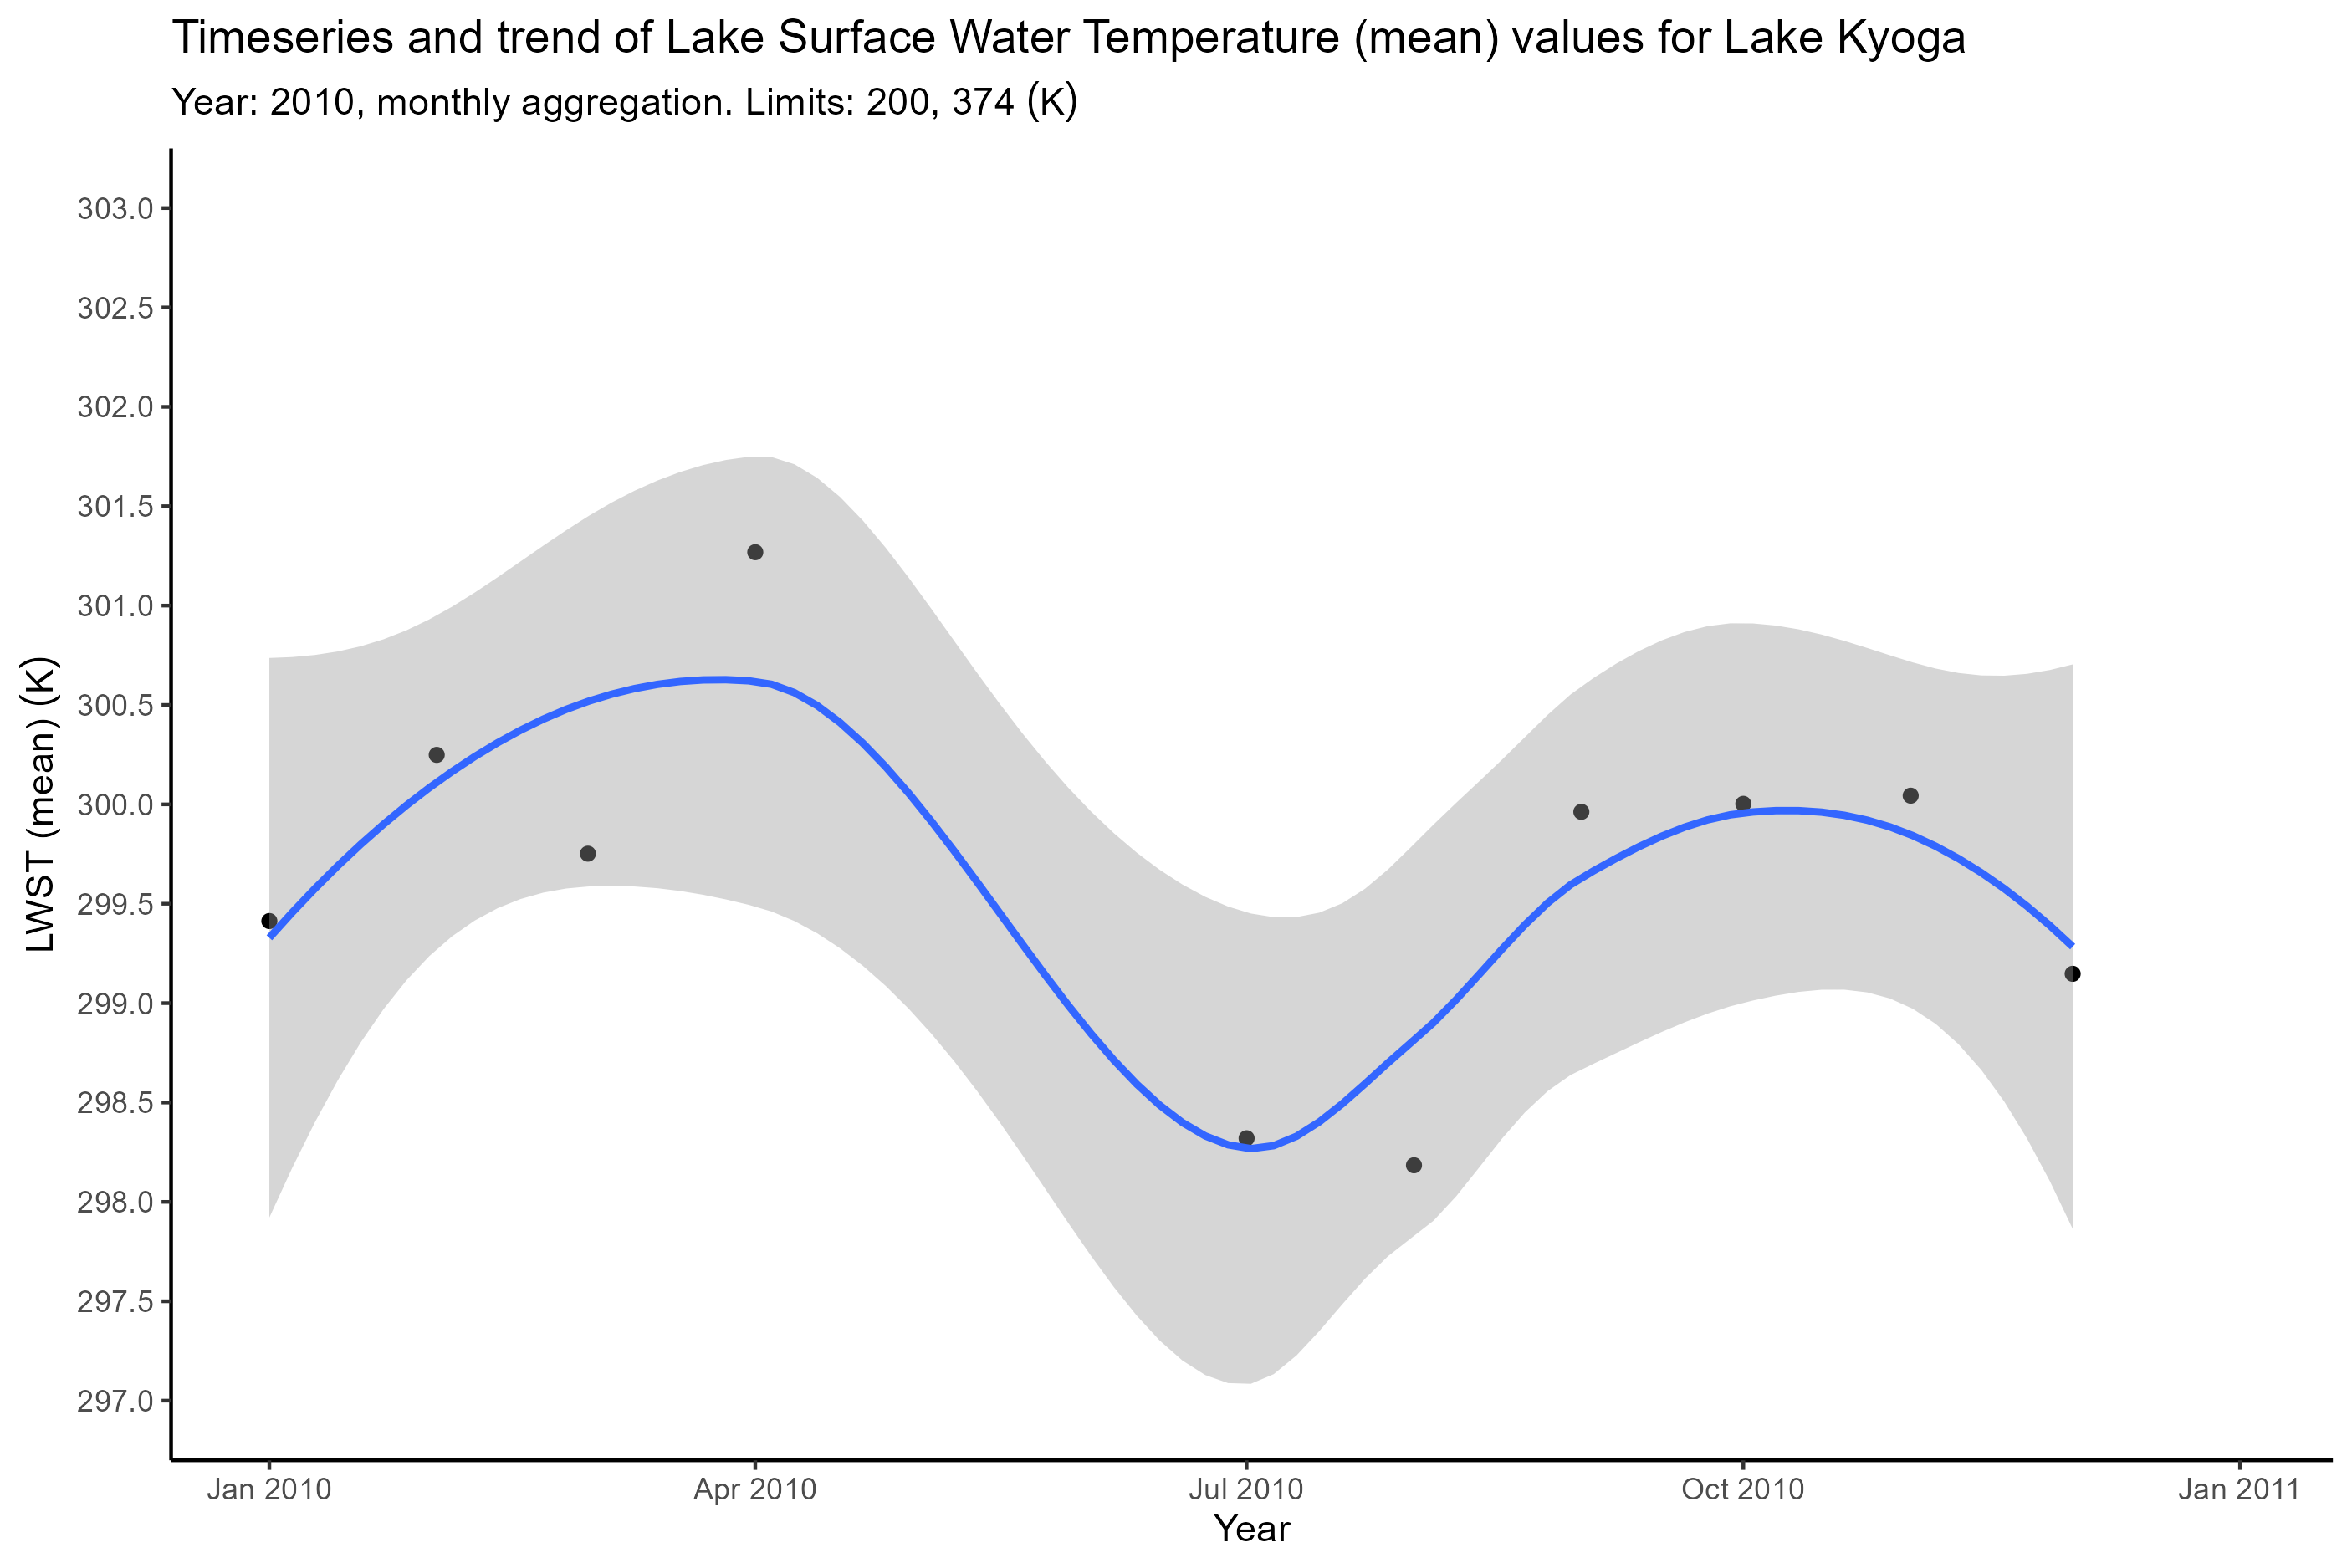 Timeseries and trend of Lake Surface Water Temperature (mean) values for Lake Kyoga
Year: 2010, monthly aggregation. Limits: 200, 374 (K)
LWST (mean) (K)
303.0
302.5
302.0
301.5
301.0
300.5
300.0
299.5
299.0
298.5
298.0
297.5
297.0
Jan 2010 Apr 2010 Jul 2010 Oct 2010 Jan 2011
Year